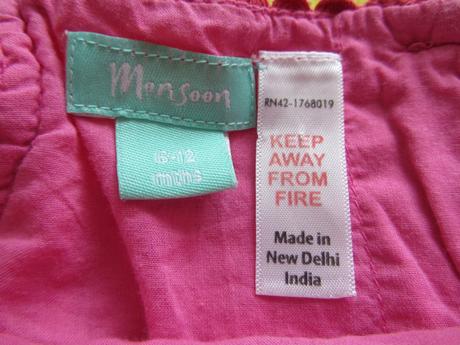 Monsoon
6-12
mths
RN42-1768019
KEEP
AWAY
FROM
FIRE
Made in
New Delhi
India